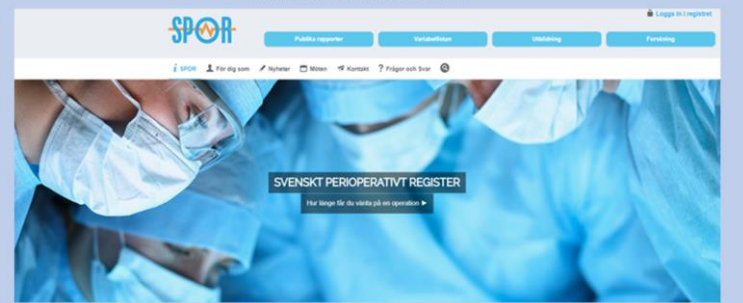 Logga in i registret
SPOR
Publika rapporter Variabellistan Utbildning Forskning
SPOR För dig som Nyheter Möten Kontakt Frågor och Svar
SVENSKT PERIOPERATIVT REGISTER
Hur länge får du vänta på en operation ►